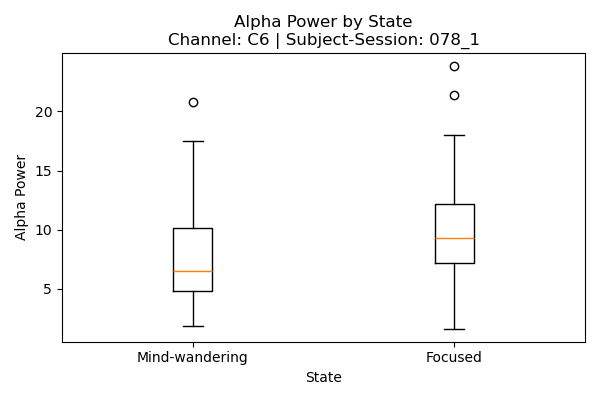 Alpha Power by State
Channel: C6 | Subject-Session: 078_1
Alpha Power
20
15
10
5
Mind-wandering
Focused
State